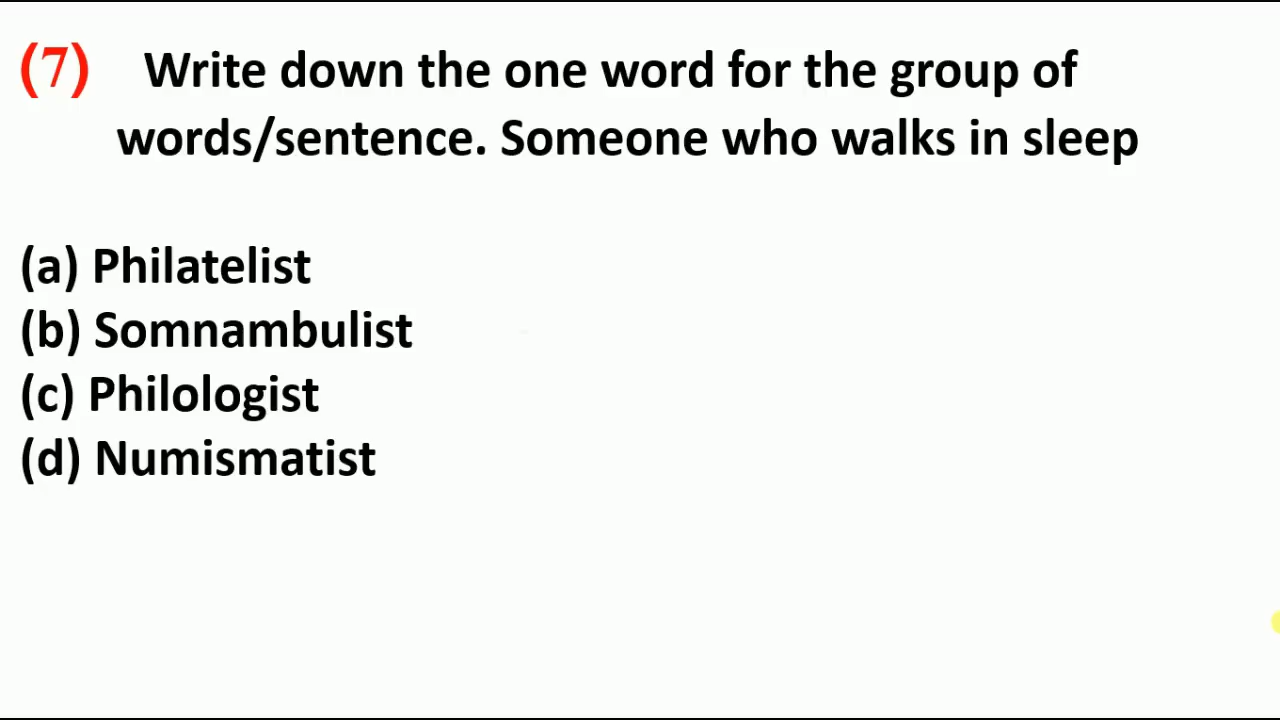 (7) Write down the one word for the group of
words/sentence. Someone who walks in sleep
(a) Philatelist
(b) Somnambulist
(c) Philologist
(d) Numismatist